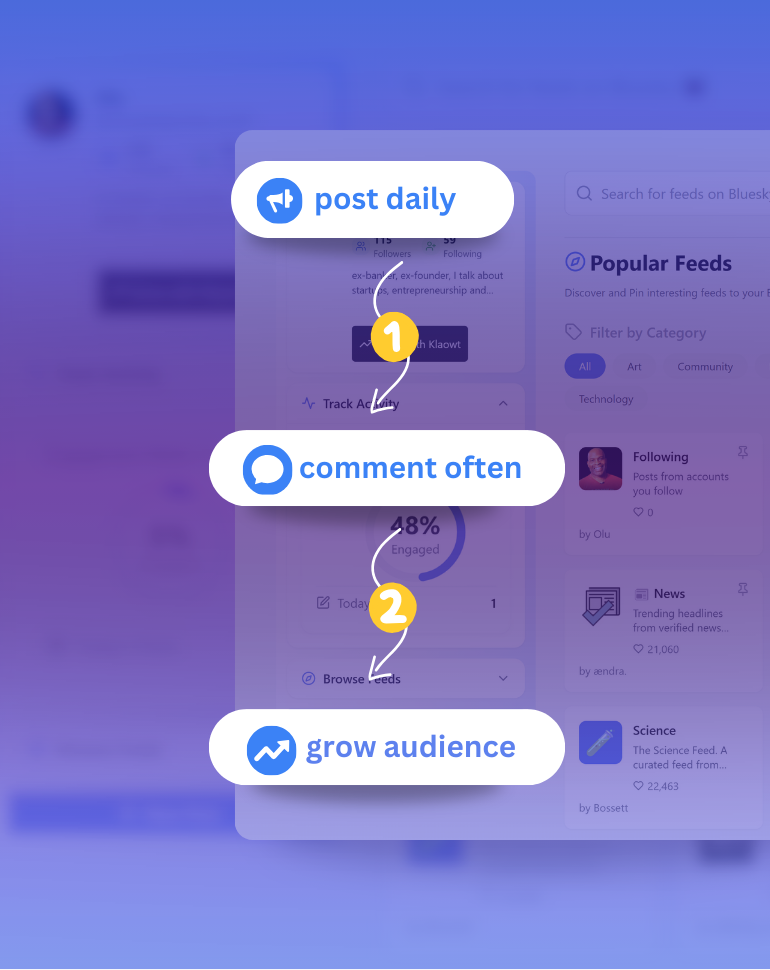 post daily
115
59
Followers
Following
ex-banker, ex-founder, I talk about
startups, entrepreneurship and...
1
Klaowt
Track Activity
comment often
48%
Engaged
Today
1
2
Browse Feeds
grow audience
Search for feeds on Bluesk
Popular Feeds
Discover and Pin interesting feeds to your B
Filter by Category
All
Art
Community
Technology
Following
Posts from accounts
you follow
0
by Olu
News
Trending headlines
from verified news...
21,060
by ændra.
Science
The Science Feed. A
curated feed from...
22,463
by Bossett